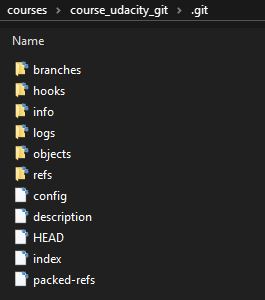 courses > course_udacity_git > .git
Name
branches
hooks
info
logs
objects
refs
config
description
HEAD
index
packed-refs